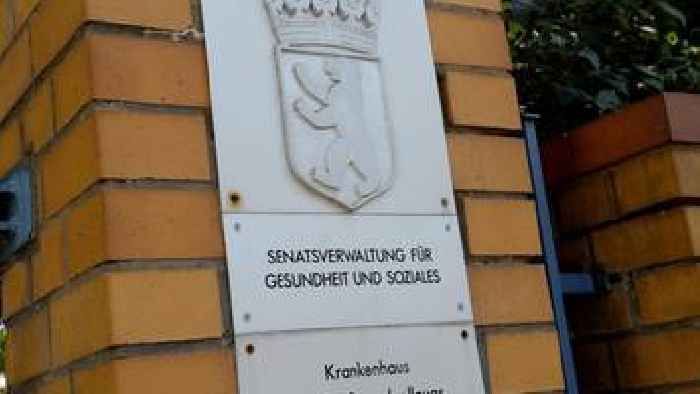 SENATSVERWALTUNG FÜR
GESUNDHEIT UND SOZIALES
Krankenhaus